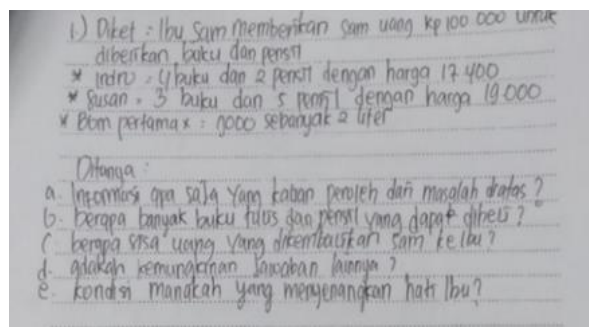 1.) Diket : Ibu Sam memberikan Sam uang Rp 100 000 untuk
diberikan buku dan pensil
* Indro : 4 buku dan 2 pensil dengan harga 17.400
* Susan : 3 buku dan 5 pensil dengan harga 19.000
* Bbm pertamax : 9000 sebanyak 2 liter
Ditanya :
a. Informasi apa saja yang kalian peroleh dari masalah diatas ?
b. berapa banyak buku tulis dan pensil yang dapat dibeli ?
c. berapa sisa uang yang dikembalikan Sam ke Ibu ?
d. adakah kemungkinan jawaban lainnya ?
e. kondisi manakah yang menyenangkan hati Ibu ?